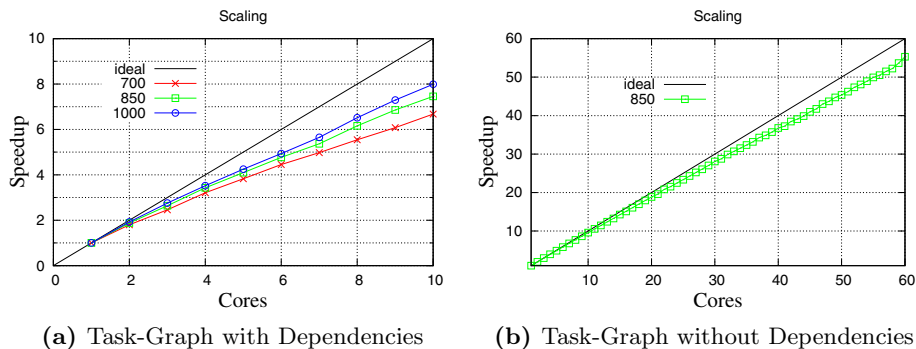 Scaling
10
8
6
4
2
0
ideal
700
850
1000
Speedup
0 2 4 6 8 10
Cores
(a) Task-Graph with Dependencies
Scaling
60
50
40
30
20
10
ideal
850
Speedup
10 20 30 40 50 60
Cores
(b) Task-Graph without Dependencies